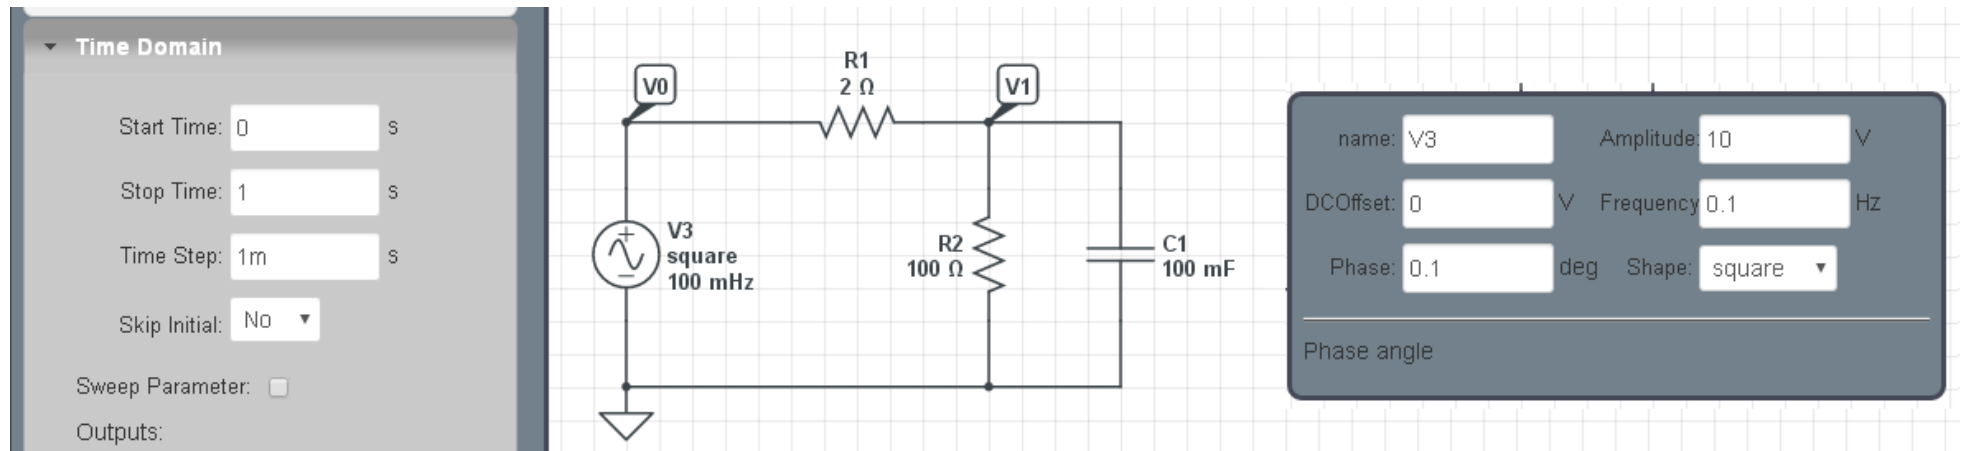 Time Domain
Start Time: 0 s
Stop Time: 1 s
Time Step: 1m s
Skip Initial: No
Sweep Parameter:
Outputs:
V0
R1
2 Ω
V1
V3
square
100 mHz
R2
100 Ω
C1
100 mF
name: V3 Amplitude: 10 V
DCOffset: 0 V Frequency 0.1 Hz
Phase: 0.1 deg Shape: square
Phase angle